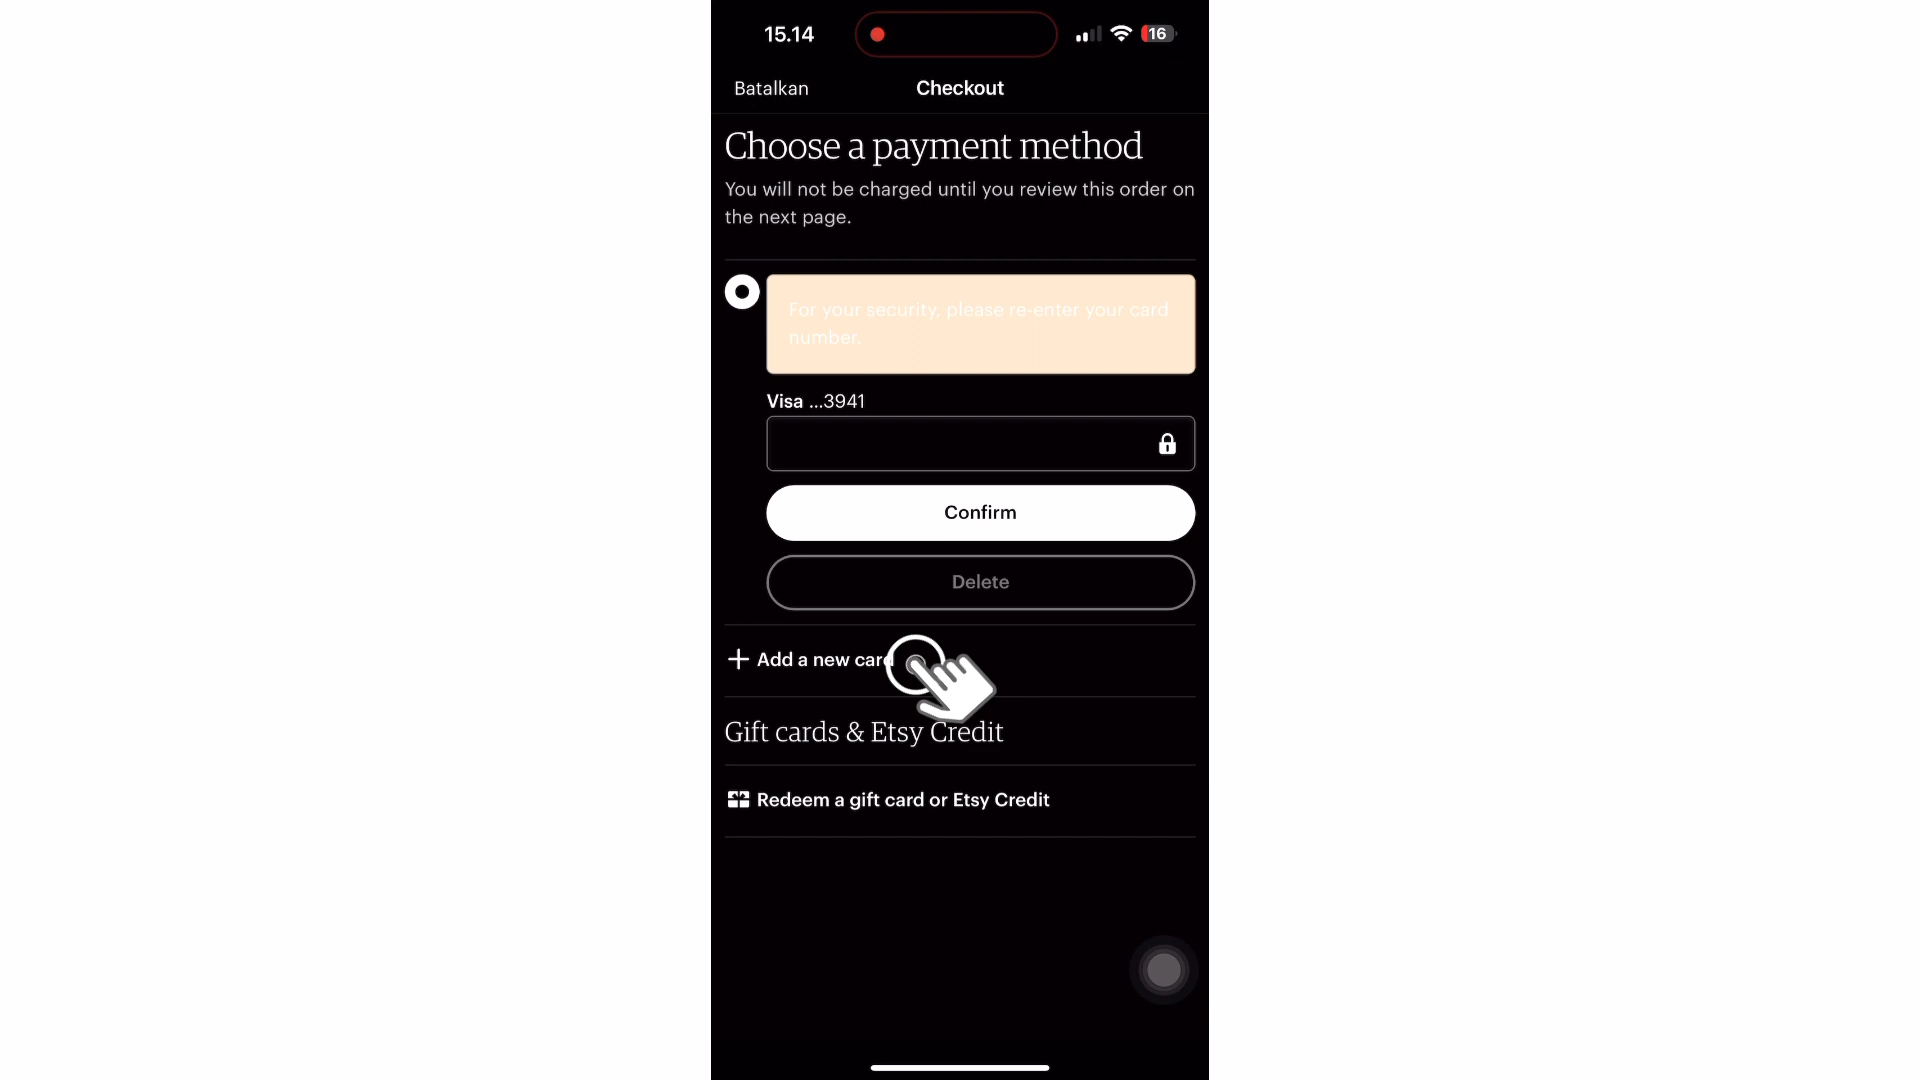 15.14
16
Batalkan
Checkout
Choose a payment method
You will not be charged until you review this order on
the next page.
For your security, please re-enter your card
number.
Visa ...3941
Confirm
Delete
Add a new card
Gift cards & Etsy Credit
Redeem a gift card or Etsy Credit